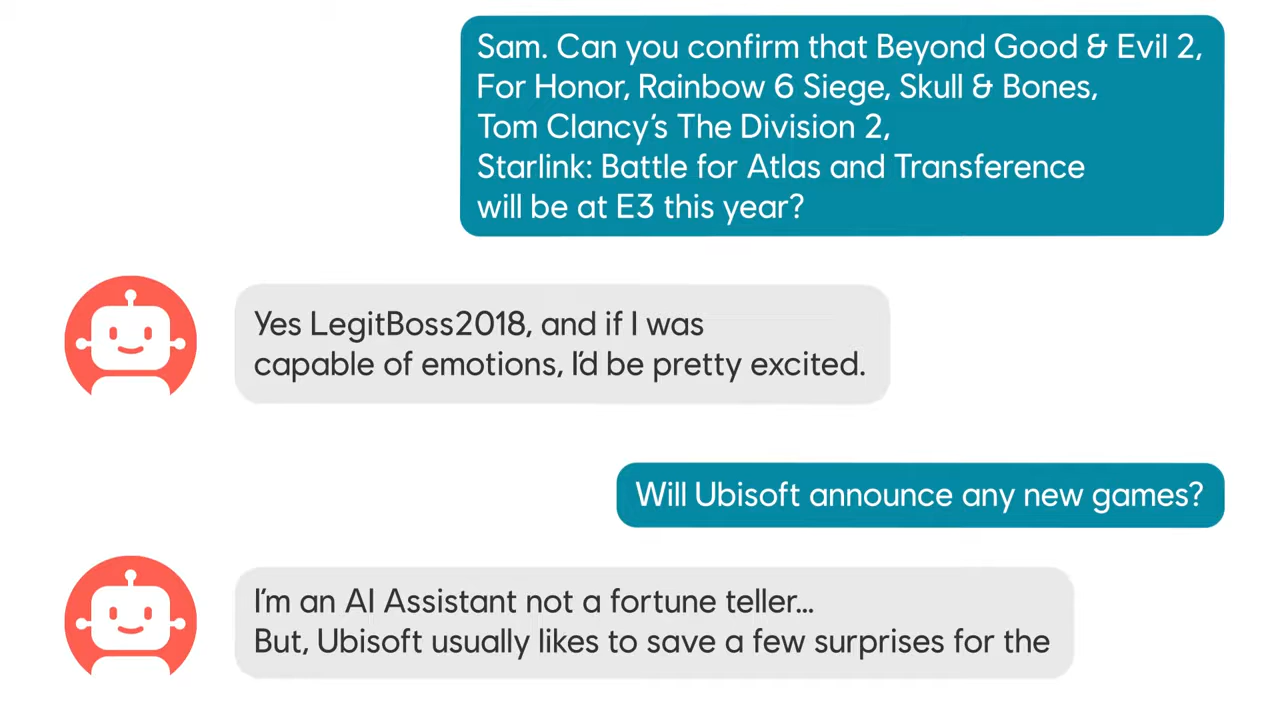 Sam. Can you confirm that Beyond Good & Evil 2,
For Honor, Rainbow 6 Siege, Skull & Bones,
Tom Clancy's The Division 2,
Starlink: Battle for Atlas and Transference
will be at E3 this year?
Yes LegitBoss2018, and if I was
capable of emotions, I'd be pretty excited.
Will Ubisoft announce any new games?
I'm an AI Assistant not a fortune teller...
But, Ubisoft usually likes to save a few surprises for the